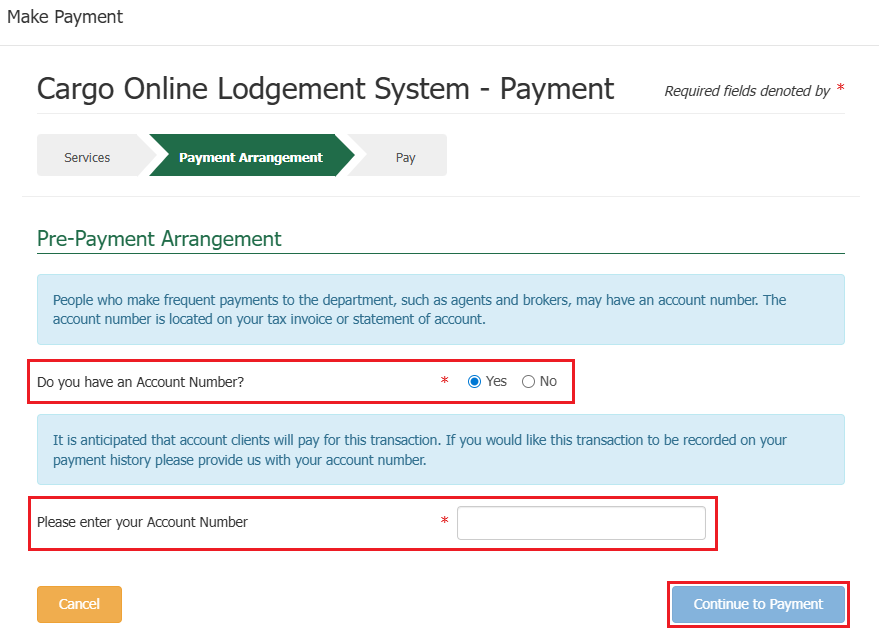 Make Payment
Cargo Online Lodgement System - Payment
Required fields denoted by *
Services
Payment Arrangement
Pay
Pre-Payment Arrangement
People who make frequent payments to the department, such as agents and brokers, may have an account number. The
account number is located on your tax invoice or statement of account.
Do you have an Account Number? * Yes No
It is anticipated that account clients will pay for this transaction. If you would like this transaction to be recorded on your
payment history please provide us with your account number.
Please enter your Account Number *
Cancel
Continue to Payment